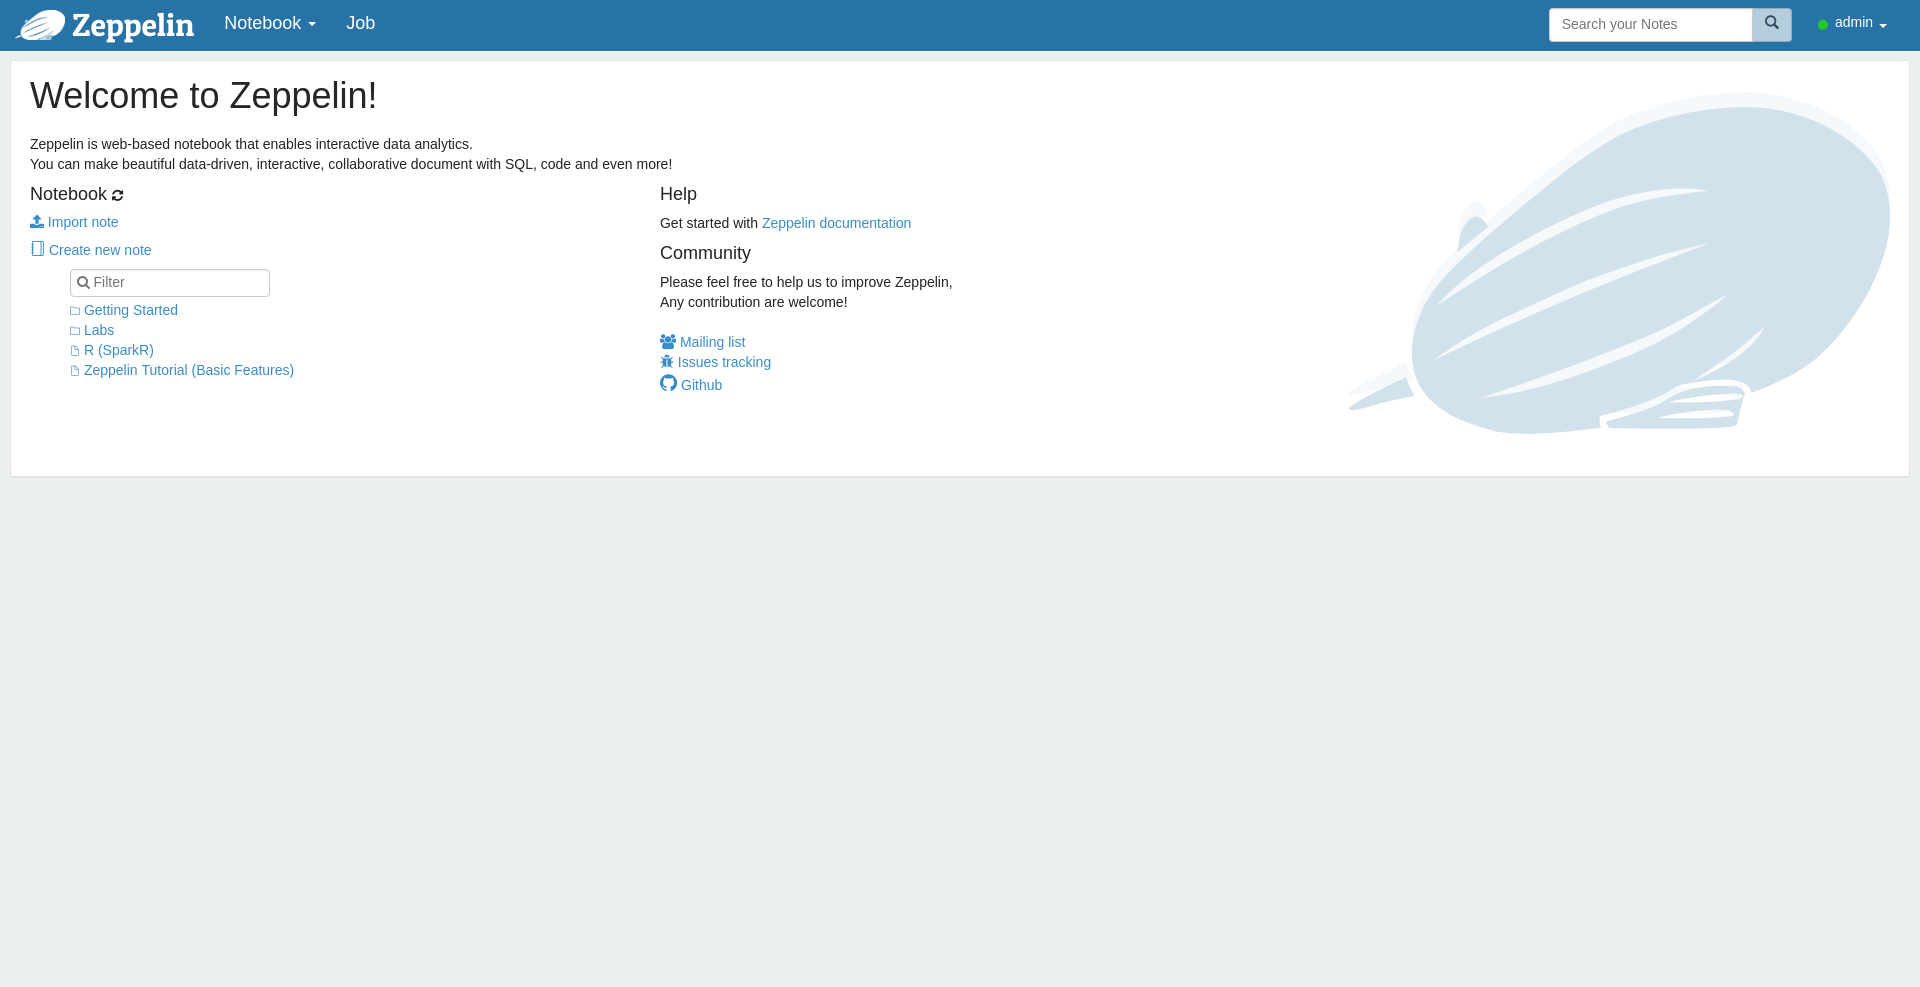 Zeppelin
Notebook
Job
Search your Notes
admin
Welcome to Zeppelin!
Zeppelin is web-based notebook that enables interactive data analytics.
You can make beautiful data-driven, interactive, collaborative document with SQL, code and even more!
Notebook
Import note
Create new note
Filter
Getting Started
Labs
R (SparkR)
Zeppelin Tutorial (Basic Features)
Help
Get started with Zeppelin documentation
Community
Please feel free to help us to improve Zeppelin,
Any contribution are welcome!
Mailing list
Issues tracking
Github